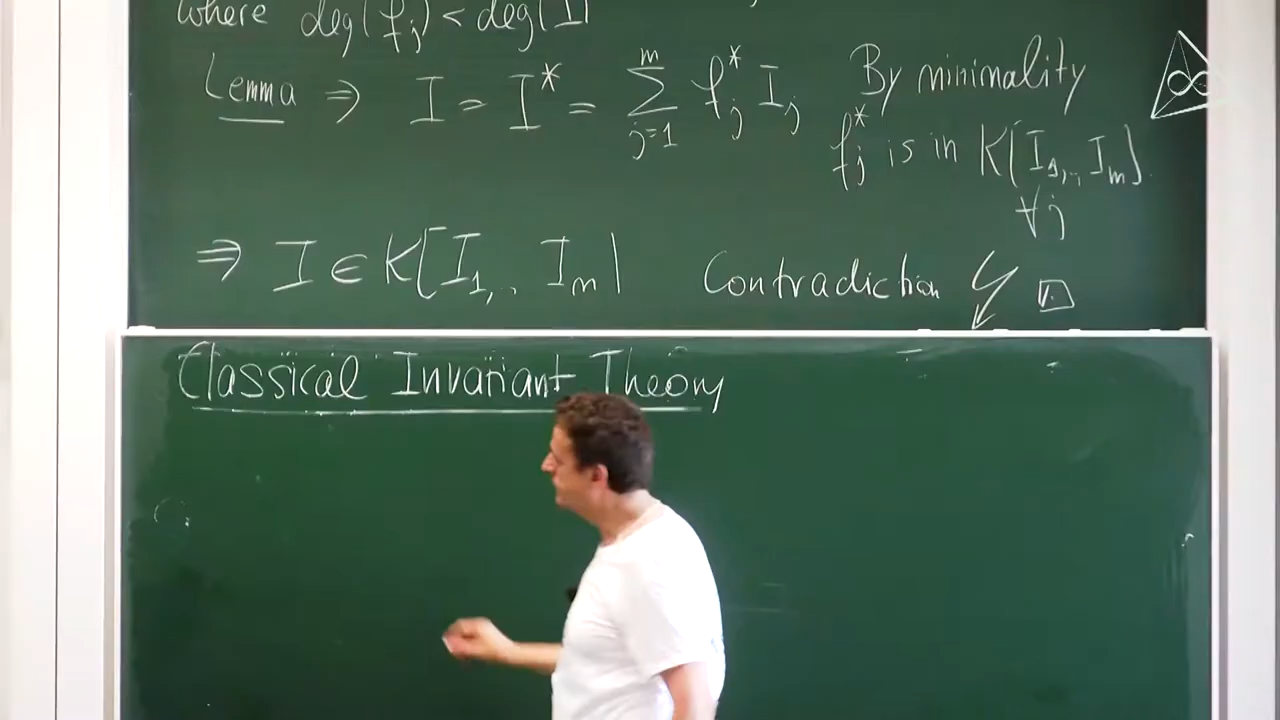 where deg(f_j) < deg(I)
Lemma ⇒ I = I* = ∑_{j=1}^{m} f_j* I_j By minimality
f_j* is in K[I_1,.. I_m]
∀j
⇒ I ∈ K[I_1,.. I_m] Contradiction
Classical Invariant Theory